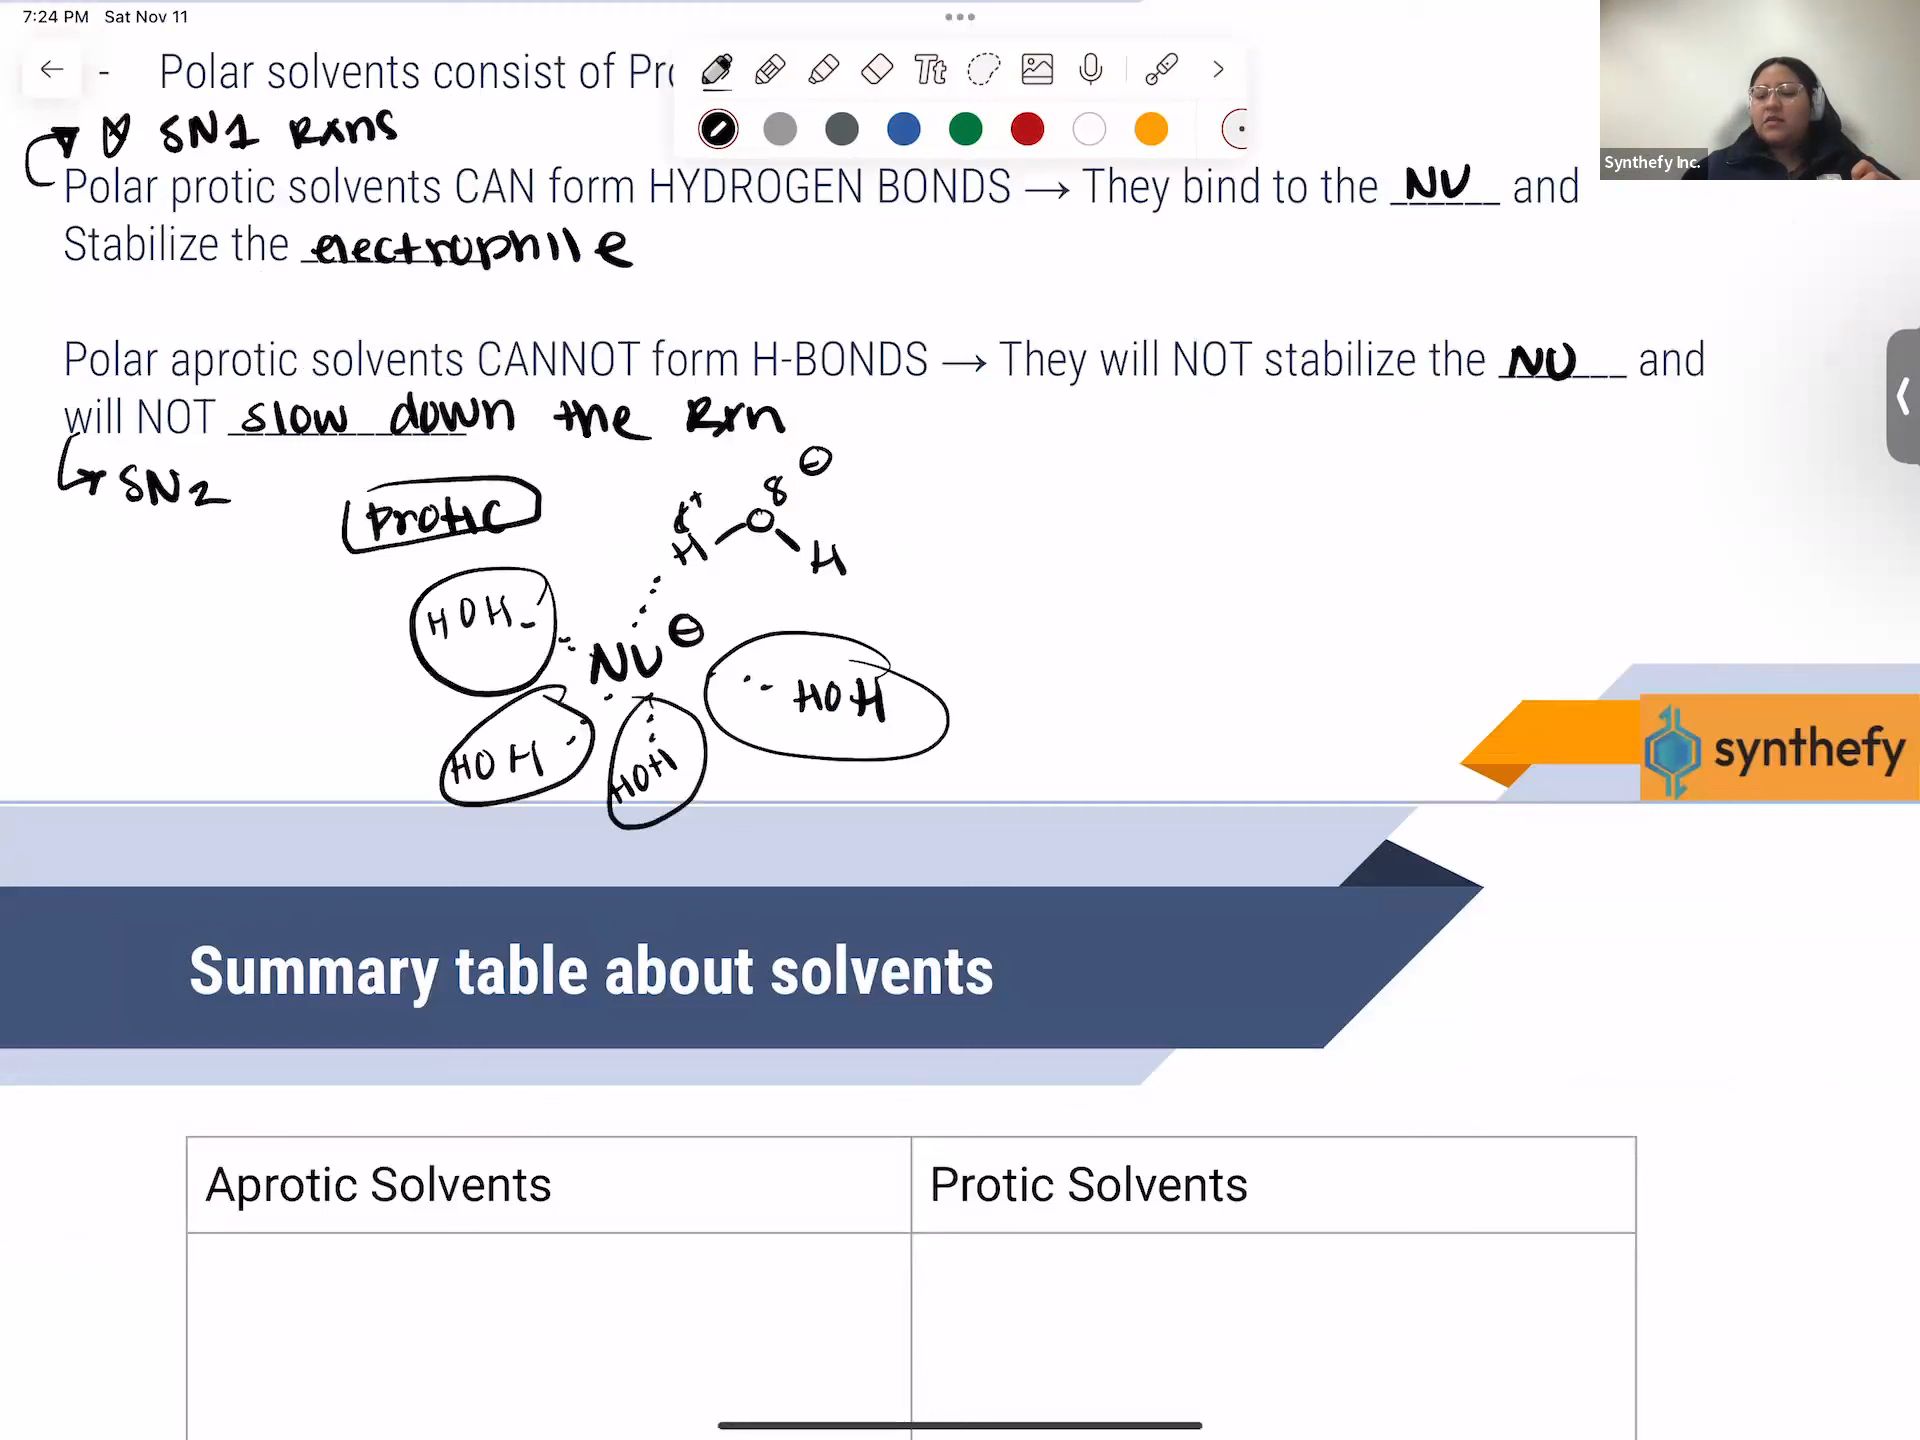 7:24 PM Sat Nov 11
- Polar solvents consist of Pro
Tt
SN1 Rxns
Synthefy Inc.
Polar protic solvents CAN form HYDROGEN BONDS → They bind to the NU and
Stabilize the electrophile
Polar aprotic solvents CANNOT form H-BONDS → They will NOT stabilize the NU and
will NOT slow down the Rxn
SN2
Protic
δ+ δ ⊖
H O H
HOH
NU ⊖
HOH
HOH
HOH
synthefy
Summary table about solvents
Aprotic Solvents Protic Solvents